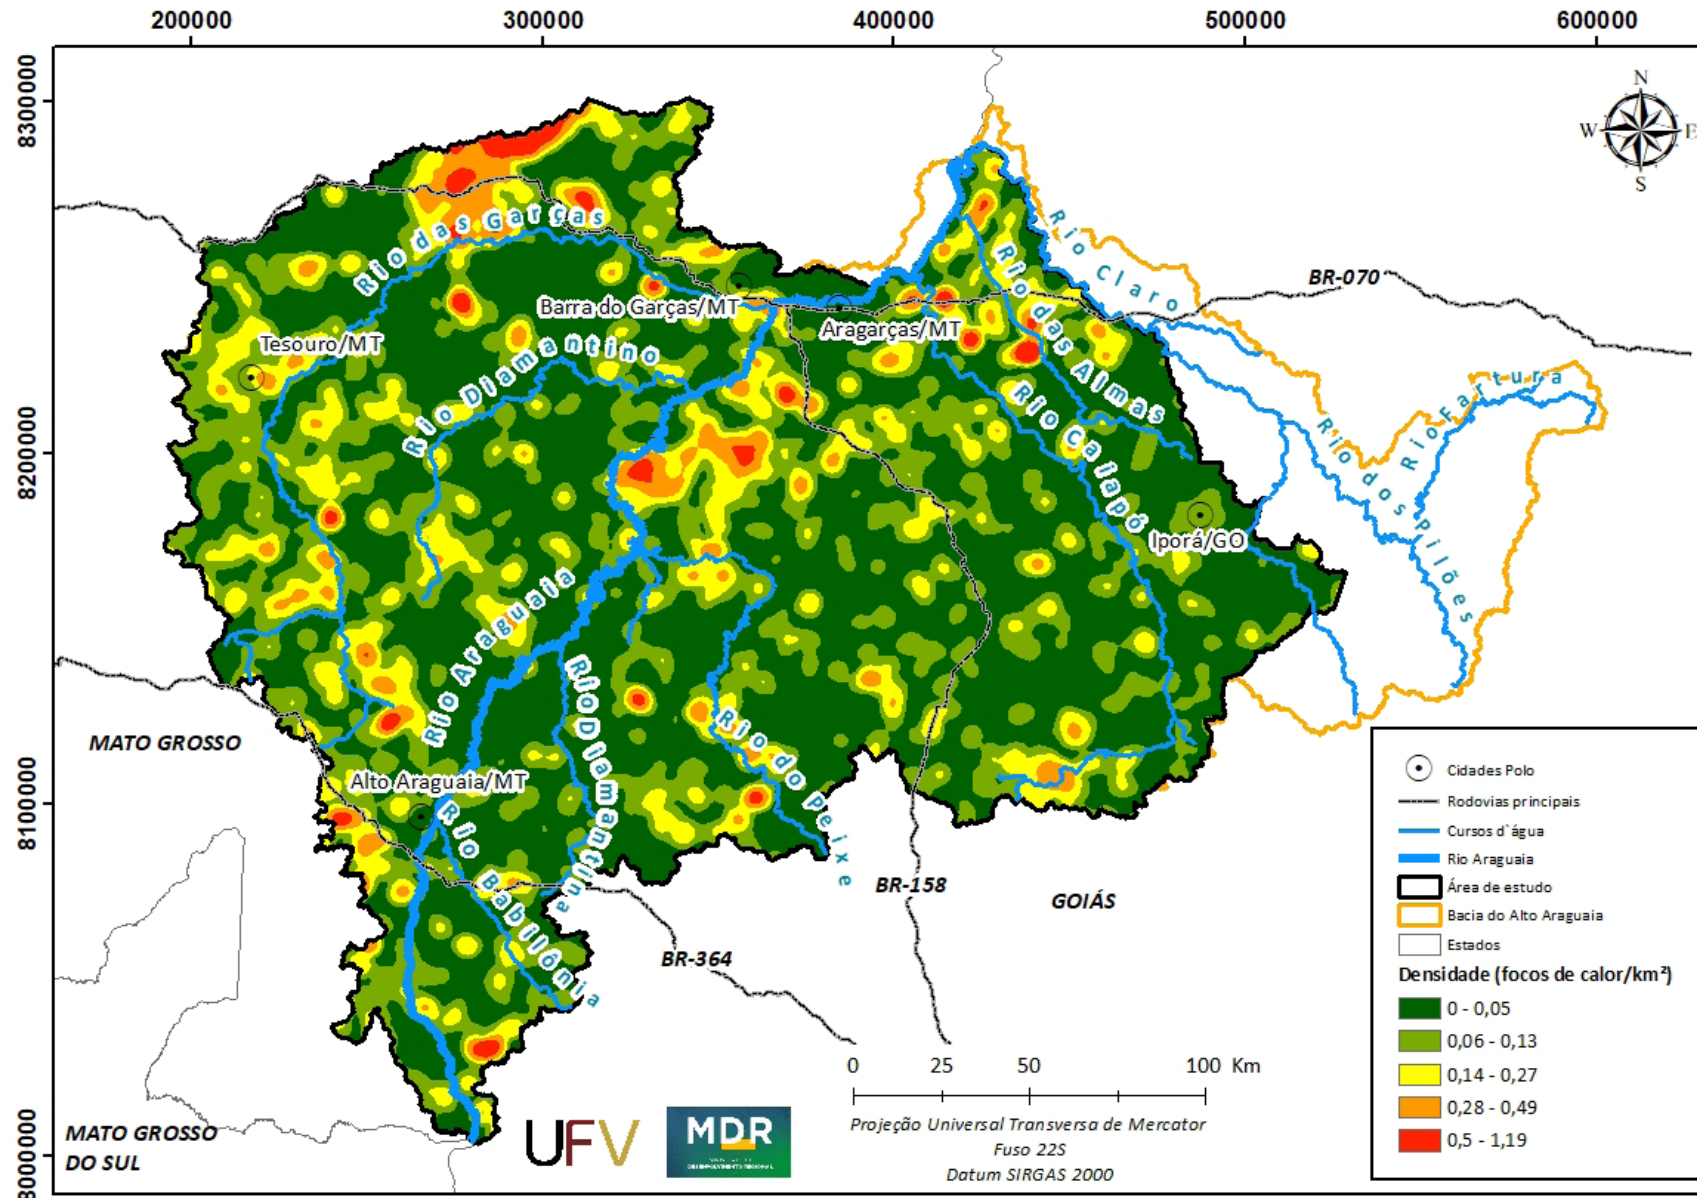 200000
300000
400000
500000
600000
8300000
8200000
8100000
8000000
N
W
E
S
Rio das Garças
Rio Claro
BR-070
Barra do Garças/MT
Aragarças/MT
Tesouro/MT
Rio Diamantino
Rio das Almas
Rio Fartura
Rio dos Pilões
Rio Caiapó
Iporá/GO
Rio Araguaia
Rio Diamantina
Rio do Peixe
MATO GROSSO
Alto Araguaia/MT
Rio Babilônia
BR-158
GOIÁS
BR-364
MATO GROSSO
DO SUL
Cidades Polo
Rodovias principais
Cursos d`água
Rio Araguaia
Área de estudo
Bacia do Alto Araguaia
Estados
Densidade (focos de calor/km²)
0 - 0,05
0,06 - 0,13
0,14 - 0,27
0,28 - 0,49
0,5 - 1,19
0 25 50 100 Km
Projeção Universal Transversa de Mercator
Fuso 22S
Datum SIRGAS 2000
UFV
MDR
DESENVOLVIMENTO REGIONAL